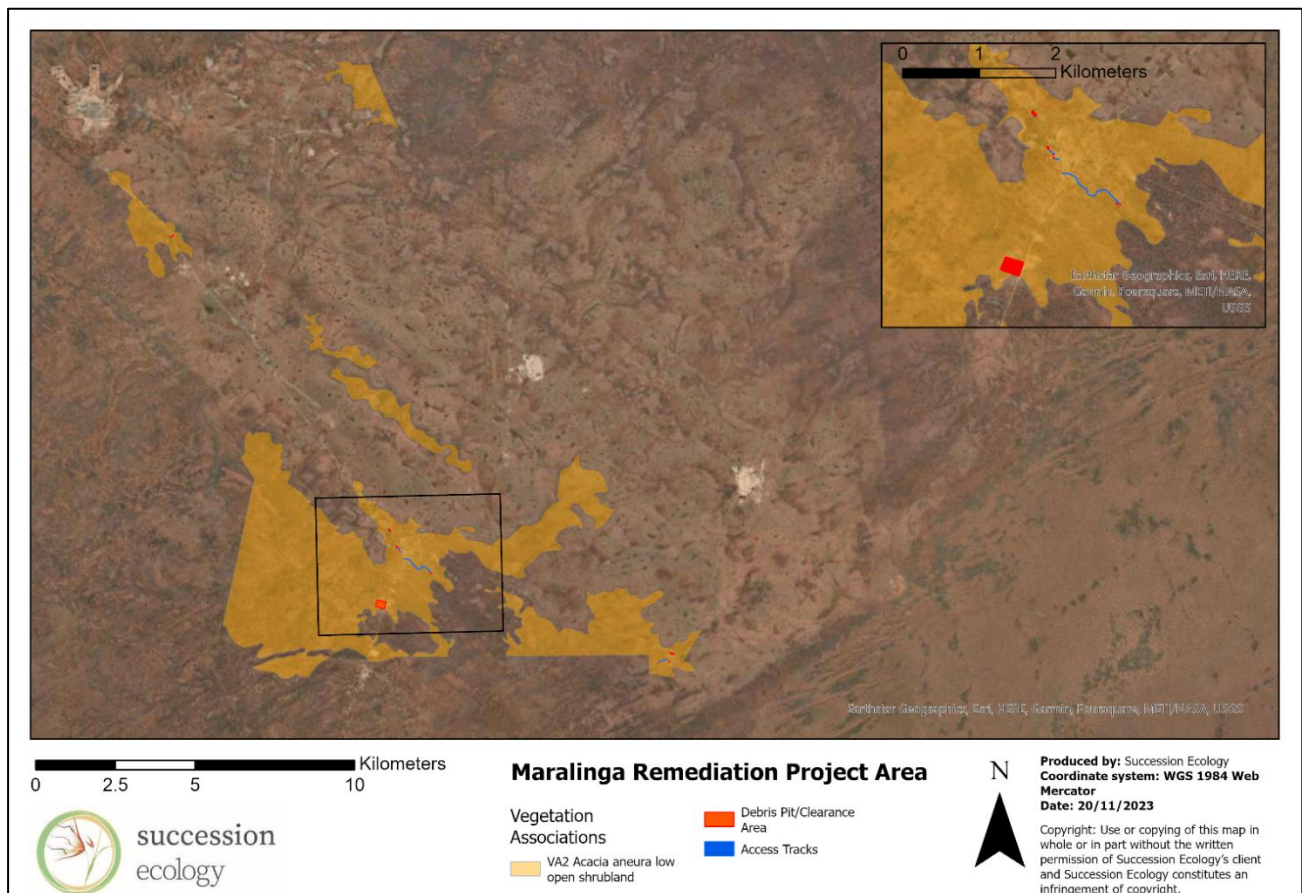 0 1 2
Kilometers
Earthstar Geographics, Esri, HERE,
Garmin, Foursquare, METI/NASA,
USGS
Earthstar Geographics, Esri, HERE, Garmin, Foursquare, METI/NASA, USGS
Kilometers
0 2.5 5 10
succession
ecology
Maralinga Remediation Project Area
Vegetation
Associations
VA2 Acacia aneura low
open shrubland
Debris Pit/Clearance
Area
Access Tracks
N
Produced by: Succession Ecology
Coordinate system: WGS 1984 Web
Mercator
Date: 20/11/2023
Copyright: Use or copying of this map in
whole or in part without the written
permission of Succession Ecology's client
and Succession Ecology constitutes an
infringement of copyright.